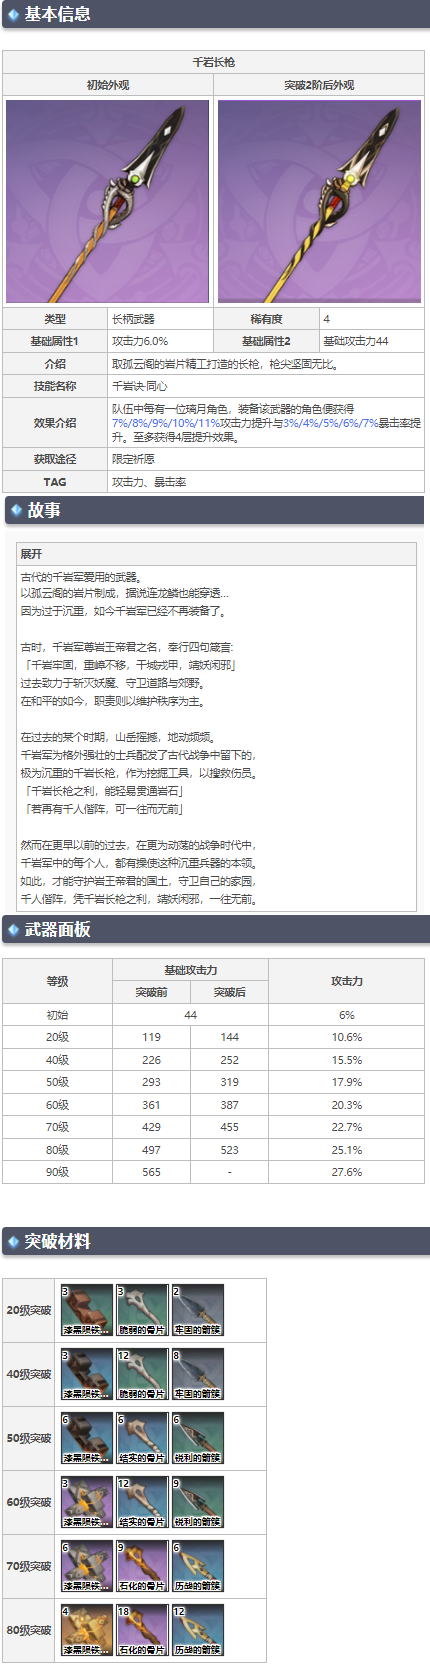 基本信息
千岩长枪
初始外观 突破2阶后外观
类型 长柄武器 稀有度 4
基础属性1 攻击力6.0% 基础属性2 基础攻击力44
介绍 取孤云阁的岩片精工打造的长枪，枪尖坚固无比。
技能名称 千岩诀·同心
效果介绍 队伍中每有一位璃月角色，装备该武器的角色便获得
7%/8%/9%/10%/11%攻击力提升与3%/4%/5%/6%/7%暴击率提
升。至多获得4层提升效果。
获取途径 限定祈愿
TAG 攻击力、暴击率
故事
展开
古代的千岩军爱用的武器。
以孤云阁的岩片制成，据说连龙鳞也能穿透…
因为过于沉重，如今千岩军已经不再装备了。
古时，千岩军尊岩王帝君之名，奉行四句箴言：
「千岩牢固，重嶂不移，干城戎甲，靖妖闲邪」
过去致力于斩灭妖魔、守卫道路与郊野。
在和平的如今，职责则以维护秩序为主。
在过去的某个时期，山岳摇撼，地动频频。
千岩军为格外强壮的士兵配发了古代战争中留下的，
极为沉重的千岩长枪，作为挖掘工具，以搜救伤员。
「千岩长枪之利，能轻易贯通岩石」
「若再有千人偕阵，可一往而无前」
然而在更早以前的过去，在更为动荡的战争时代中，
千岩军中的每个人，都有操使这种沉重兵器的本领。
如此，才能守护岩王帝君的国土，守卫自己的家园，
千人偕阵，凭千岩长枪之利，靖妖闲邪，一往无前。
武器面板
等级 基础攻击力 攻击力
突破前 突破后
初始 44 6%
20级 119 144 10.6%
40级 226 252 15.5%
50级 293 319 17.9%
60级 361 387 20.3%
70级 429 455 22.7%
80级 497 523 25.1%
90级 565 - 27.6%
突破材料
20级突破 3 漆黑陨铁... 3 脆弱的骨片 2 牢固的箭簇
40级突破 3 漆黑陨铁... 12 脆弱的骨片 8 牢固的箭簇
50级突破 6 漆黑陨铁... 6 结实的骨片 6 锐利的箭簇
60级突破 3 漆黑陨铁... 12 结实的骨片 9 锐利的箭簇
70级突破 6 漆黑陨铁... 9 石化的骨片 6 历战的箭簇
80级突破 4 漆黑陨铁... 18 石化的骨片 12 历战的箭簇